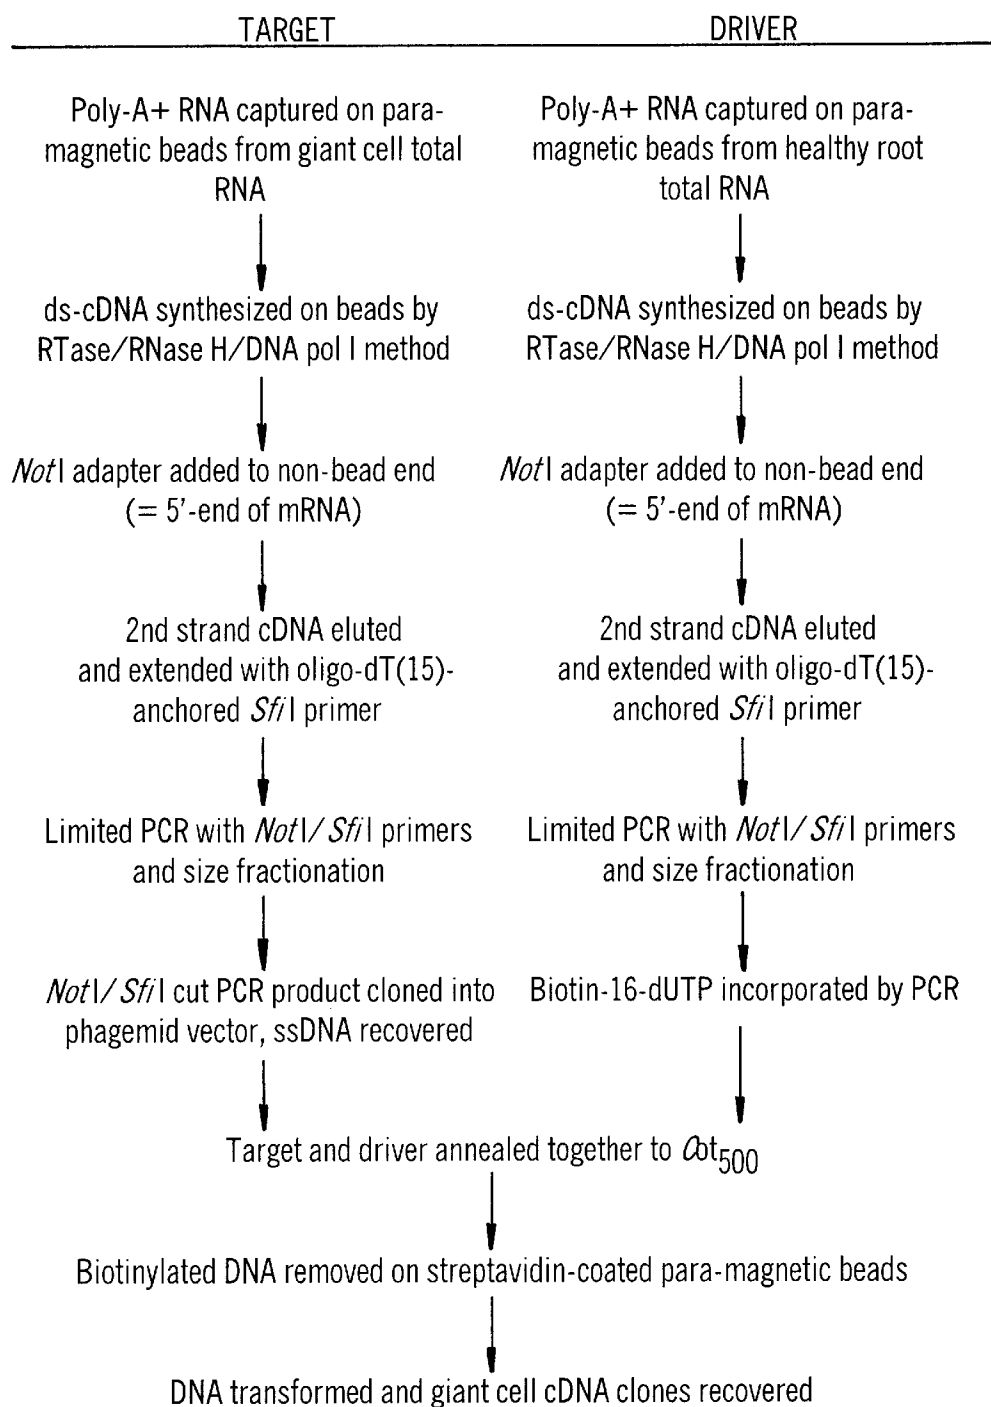 TARGET
DRIVER
Poly-A+ RNA captured on para-
magnetic beads from giant cell total
RNA
Poly-A+ RNA captured on para-
magnetic beads from healthy root
total RNA
ds-cDNA synthesized on beads by
RTase/RNase H/DNA pol I method
ds-cDNA synthesized on beads by
RTase/RNase H/DNA pol I method
NotI adapter added to non-bead end
(= 5'-end of mRNA)
NotI adapter added to non-bead end
(= 5'-end of mRNA)
2nd strand cDNA eluted
and extended with oligo-dT(15)-
anchored SfiI primer
2nd strand cDNA eluted
and extended with oligo-dT(15)-
anchored SfiI primer
Limited PCR with NotI/SfiI primers
and size fractionation
Limited PCR with NotI/SfiI primers
and size fractionation
NotI/SfiI cut PCR product cloned into
phagemid vector, ssDNA recovered
Biotin-16-dUTP incorporated by PCR
Target and driver annealed together to Cot500
Biotinylated DNA removed on streptavidin-coated para-magnetic beads
DNA transformed and giant cell cDNA clones recovered